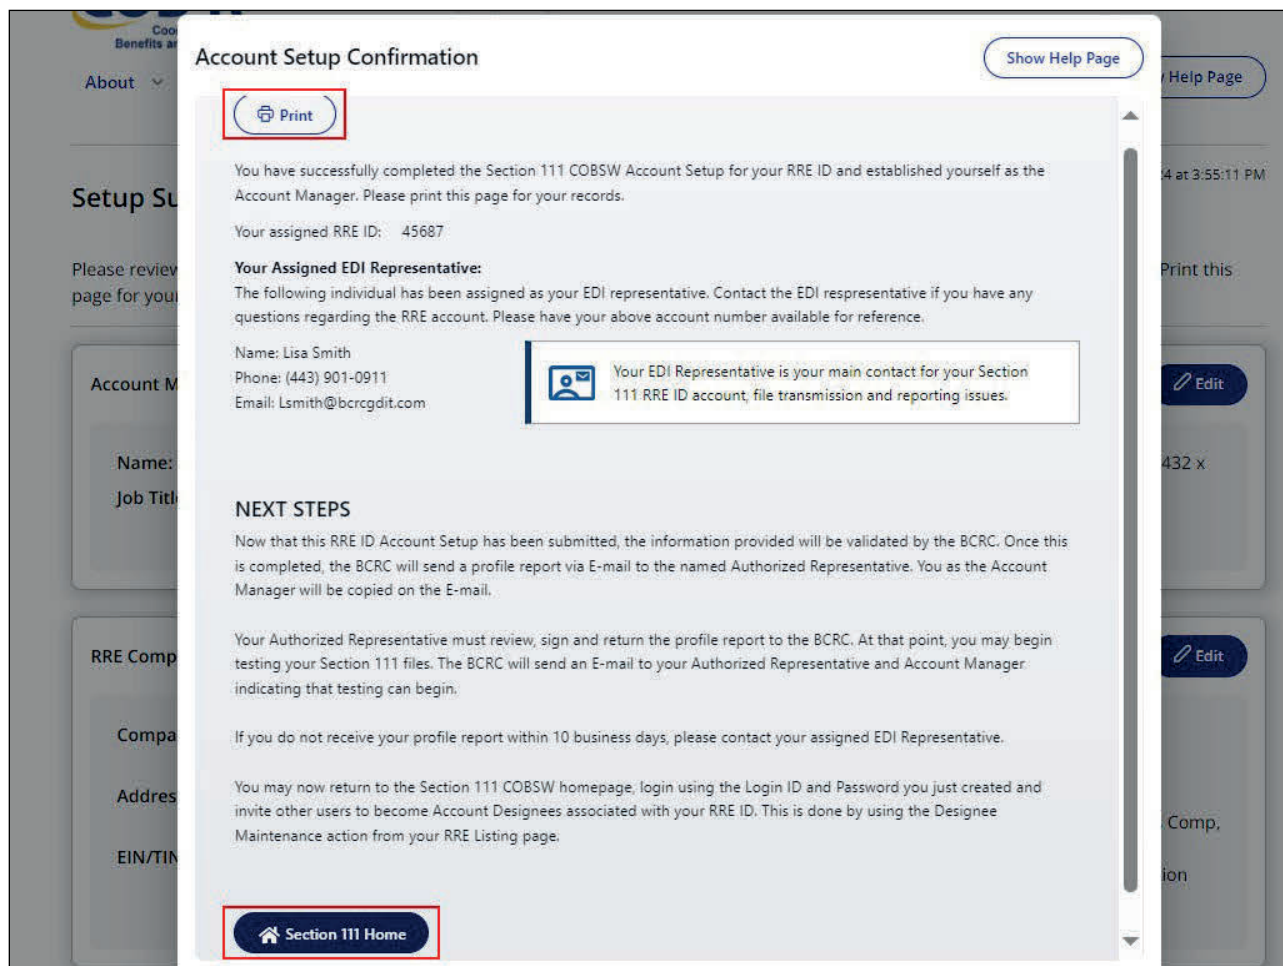 Benefits an
About
Help Page
Account Setup Confirmation
Show Help Page
Print
You have successfully completed the Section 111 COBSW Account Setup for your RRE ID and established yourself as the
Account Manager. Please print this page for your records.
Your assigned RRE ID: 45687
Your Assigned EDI Representative:
The following individual has been assigned as your EDI representative. Contact the EDI respresentative if you have any
questions regarding the RRE account. Please have your above account number available for reference.
Name: Lisa Smith
Phone: (443) 901-0911
Email: Lsmith@bcrcgdit.com
Your EDI Representative is your main contact for your Section
111 RRE ID account, file transmission and reporting issues.
NEXT STEPS
Now that this RRE ID Account Setup has been submitted, the information provided will be validated by the BCRC. Once this
is completed, the BCRC will send a profile report via E-mail to the named Authorized Representative. You as the Account
Manager will be copied on the E-mail.
Your Authorized Representative must review, sign and return the profile report to the BCRC. At that point, you may begin
testing your Section 111 files. The BCRC will send an E-mail to your Authorized Representative and Account Manager
indicating that testing can begin.
If you do not receive your profile report within 10 business days, please contact your assigned EDI Representative.
You may now return to the Section 111 COBSW homepage, login using the Login ID and Password you just created and
invite other users to become Account Designees associated with your RRE ID. This is done by using the Designee
Maintenance action from your RRE Listing page.
Section 111 Home
4 at 3:55:11 PM
Setup Su
Please review
Print this
page for your
Account M
Edit
Name:
432 x
Job Title
RRE Comp
Edit
Compa
Addres
Comp,
EIN/TIN
ion